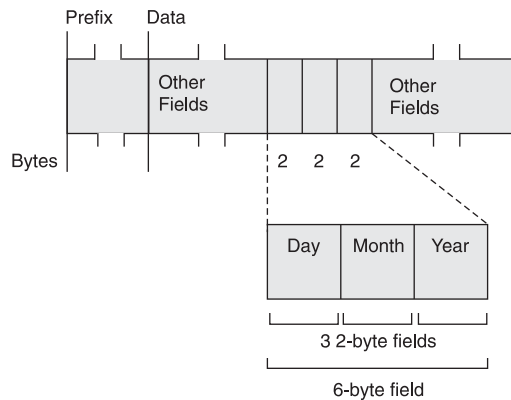 Prefix Data
Other
Fields
Other
Fields
Bytes
2 2 2
Day Month Year
3 2-byte fields
6-byte field